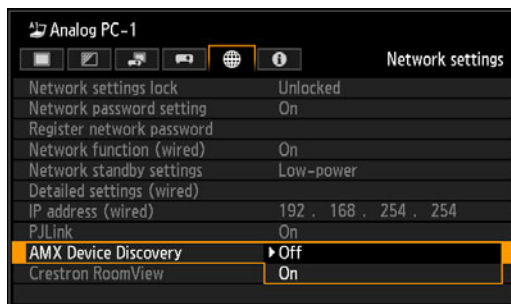 Analog PC-1
Network settings
Network settings lock Unlocked
Network password setting On
Register network password
Network function (wired) On
Network standby settings Low-power
Detailed settings (wired)
IP address (wired) 192 . 168 . 254 . 254
PJLink On
AMX Device Discovery Off
Crestron RoomView On